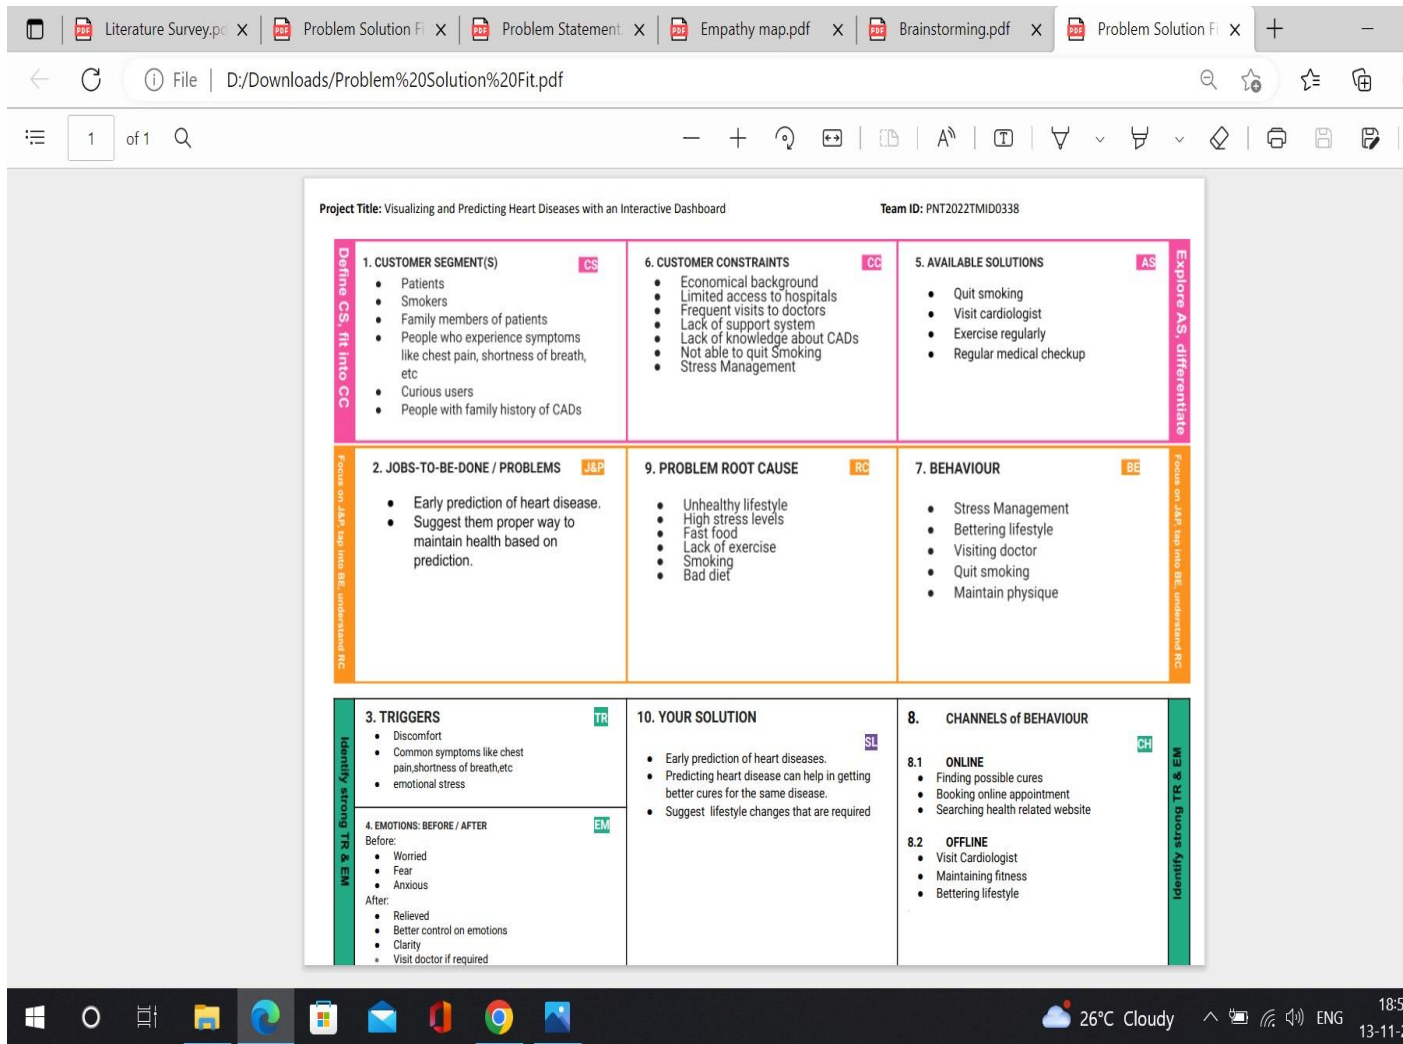 Literature Survey.pd
Problem Solution Fi
Problem Statement.
Empathy map.pdf
Brainstorming.pdf
Problem Solution Fi
File
D:/Downloads/Problem%20Solution%20Fit.pdf
1 of 1
Project Title: Visualizing and Predicting Heart Diseases with an Interactive Dashboard
Team ID: PNT2022TMID0338
Define CS, fit into CC
1. CUSTOMER SEGMENT(S)
CS
• Patients
• Smokers
• Family members of patients
• People who experience symptoms
like chest pain, shortness of breath,
etc
• Curious users
• People with family history of CADs
6. CUSTOMER CONSTRAINTS
CC
• Economical background
• Limited access to hospitals
• Frequent visits to doctors
• Lack of support system
• Lack of knowledge about CADs
• Not able to quit Smoking
• Stress Management
5. AVAILABLE SOLUTIONS
AS
• Quit smoking
• Visit cardiologist
• Exercise regularly
• Regular medical checkup
Explore AS, differentiate
Focus on J&P, tap into BE, understand RC
2. JOBS-TO-BE-DONE / PROBLEMS
J&P
• Early prediction of heart disease.
• Suggest them proper way to
maintain health based on
prediction.
9. PROBLEM ROOT CAUSE
RC
• Unhealthy lifestyle
• High stress levels
• Fast food
• Lack of exercise
• Smoking
• Bad diet
7. BEHAVIOUR
BE
• Stress Management
• Bettering lifestyle
• Visiting doctor
• Quit smoking
• Maintain physique
Focus on J&P, tap into BE, understand RC
Identify strong TR & EM
3. TRIGGERS
TR
• Discomfort
• Common symptoms like chest
pain,shortness of breath,etc
• emotional stress
4. EMOTIONS: BEFORE / AFTER
EM
Before:
• Worried
• Fear
• Anxious
After:
• Relieved
• Better control on emotions
• Clarity
• Visit doctor if required
10. YOUR SOLUTION
SL
• Early prediction of heart diseases.
• Predicting heart disease can help in getting
better cures for the same disease.
• Suggest lifestyle changes that are required
8. CHANNELS of BEHAVIOUR
CH
8.1 ONLINE
• Finding possible cures
• Booking online appointment
• Searching health related website
8.2 OFFLINE
• Visit Cardiologist
• Maintaining fitness
• Bettering lifestyle
Identify strong TR & EM
26°C Cloudy
ENG
18:5
13-11-